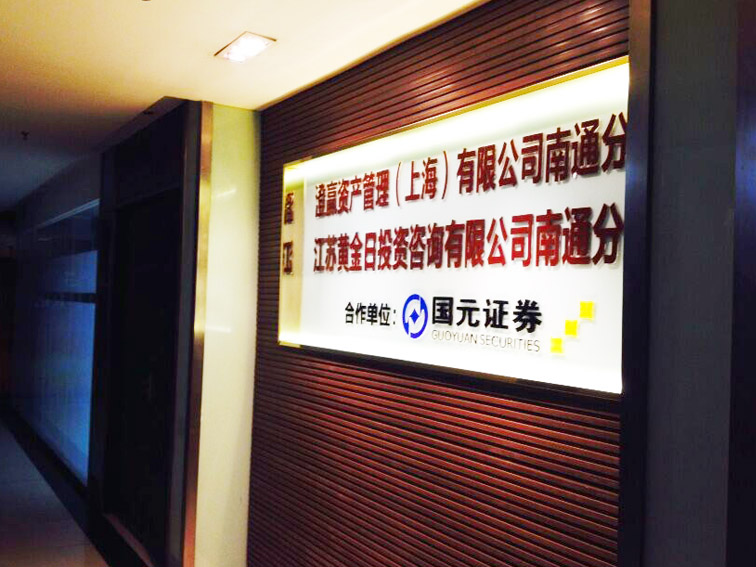 澄赢资产管理（上海）有限公司南通分
江苏黄金日投资咨询有限公司南通分
合作单位：国元证券
GUOYUAN SECURITIES